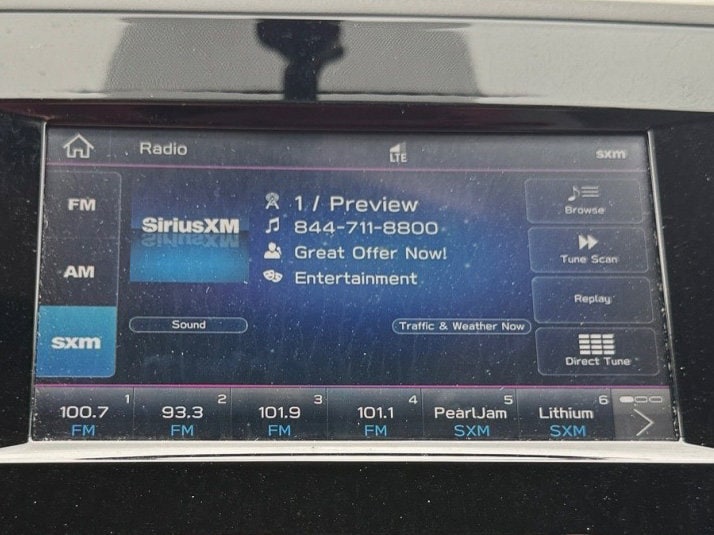 Radio
LTE
sxm
FM
AM
sxm
SiriusXM
1 / Preview
844-711-8800
Great Offer Now!
Entertainment
Sound
Traffic & Weather Now
Browse
Tune Scan
Replay
Direct Tune
1
100.7
FM
2
93.3
FM
3
101.9
FM
4
101.1
FM
5
PearlJam
SXM
6
Lithium
SXM